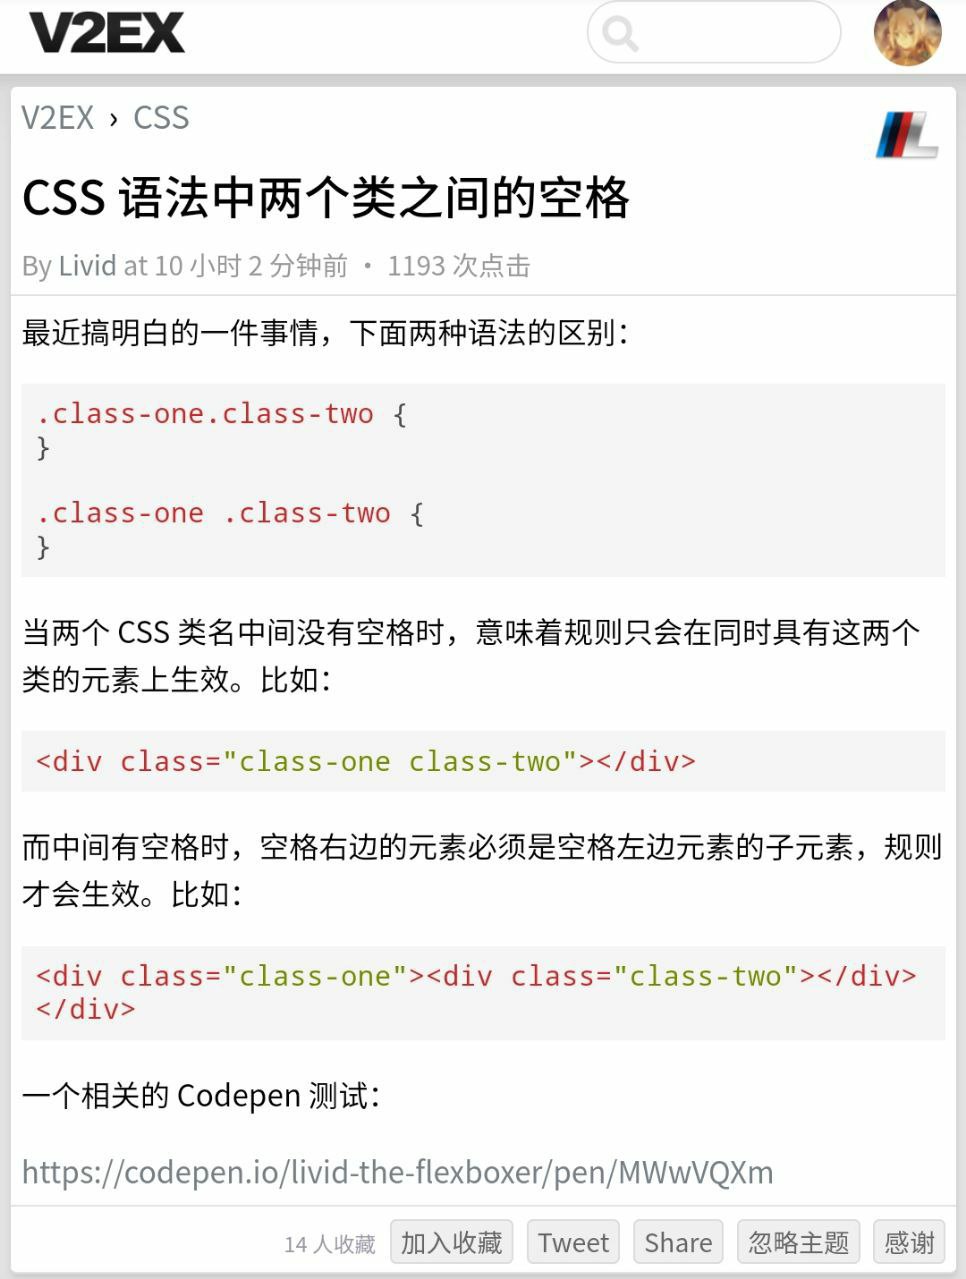 V2EX
V2EX › CSS
CSS 语法中两个类之间的空格
By Livid at 10 小时 2 分钟前 · 1193 次点击
最近搞明白的一件事情，下面两种语法的区别：
.class-one.class-two {
}
.class-one .class-two {
}
当两个 CSS 类名中间没有空格时，意味着规则只会在同时具有这两个
类的元素上生效。比如：
<div class="class-one class-two"></div>
而中间有空格时，空格右边的元素必须是空格左边元素的子元素，规则
才会生效。比如：
<div class="class-one"><div class="class-two"></div>
</div>
一个相关的 Codepen 测试：
https://codepen.io/livid-the-flexboxer/pen/MWwVQXm
14 人收藏 加入收藏 Tweet Share 忽略主题 感谢